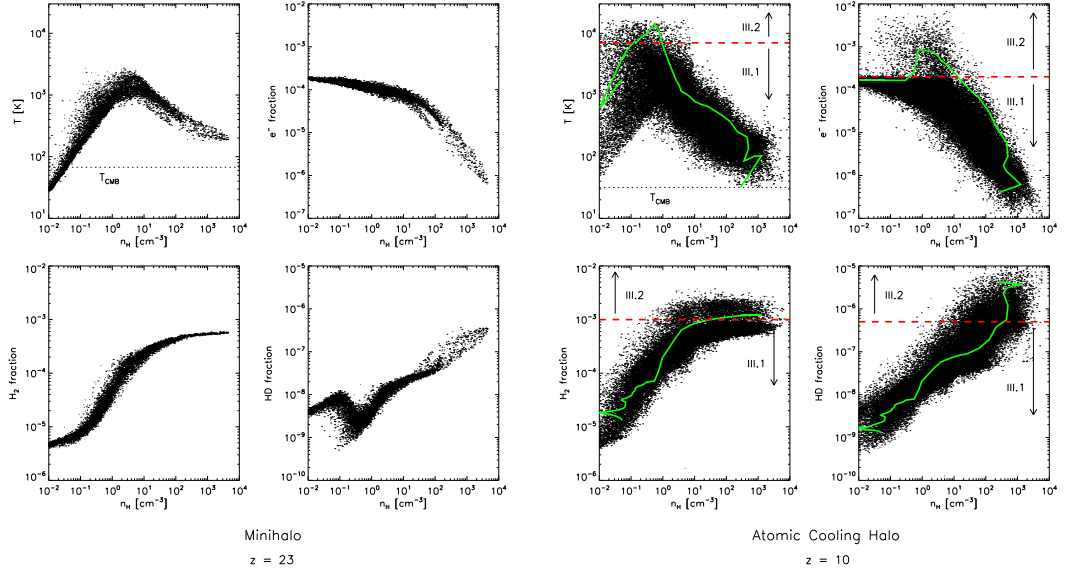 10⁴
10³
10²
10¹
T [K]
T_CMB
10⁻² 10⁻¹ 10⁰ 10¹ 10² 10³ 10⁴
n_H [cm⁻³]
10⁻²
10⁻³
10⁻⁴
10⁻⁵
10⁻⁶
10⁻⁷
e⁻ fraction
10⁻² 10⁻¹ 10⁰ 10¹ 10² 10³ 10⁴
n_H [cm⁻³]
10⁴
10³
10²
10¹
T [K]
III.2
III.1
T_CMB
10⁻² 10⁻¹ 10⁰ 10¹ 10² 10³ 10⁴
n_H [cm⁻³]
10⁻²
10⁻³
10⁻⁴
10⁻⁵
10⁻⁶
10⁻⁷
e⁻ fraction
III.2
III.1
10⁻² 10⁻¹ 10⁰ 10¹ 10² 10³ 10⁴
n_H [cm⁻³]
10⁻²
10⁻³
10⁻⁴
10⁻⁵
10⁻⁶
H₂ fraction
10⁻² 10⁻¹ 10⁰ 10¹ 10² 10³ 10⁴
n_H [cm⁻³]
10⁻⁵
10⁻⁶
10⁻⁷
10⁻⁸
10⁻⁹
10⁻¹⁰
HD fraction
10⁻² 10⁻¹ 10⁰ 10¹ 10² 10³ 10⁴
n_H [cm⁻³]
10⁻²
10⁻³
10⁻⁴
10⁻⁵
10⁻⁶
H₂ fraction
III.2
III.1
10⁻² 10⁻¹ 10⁰ 10¹ 10² 10³ 10⁴
n_H [cm⁻³]
10⁻⁵
10⁻⁶
10⁻⁷
10⁻⁸
10⁻⁹
10⁻¹⁰
HD fraction
III.2
III.1
10⁻² 10⁻¹ 10⁰ 10¹ 10² 10³ 10⁴
n_H [cm⁻³]
Minihalo
z = 23
Atomic Cooling Halo
z = 10